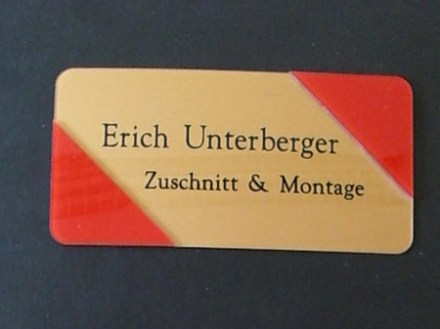 Erich Unterberger
Zuschnitt & Montage